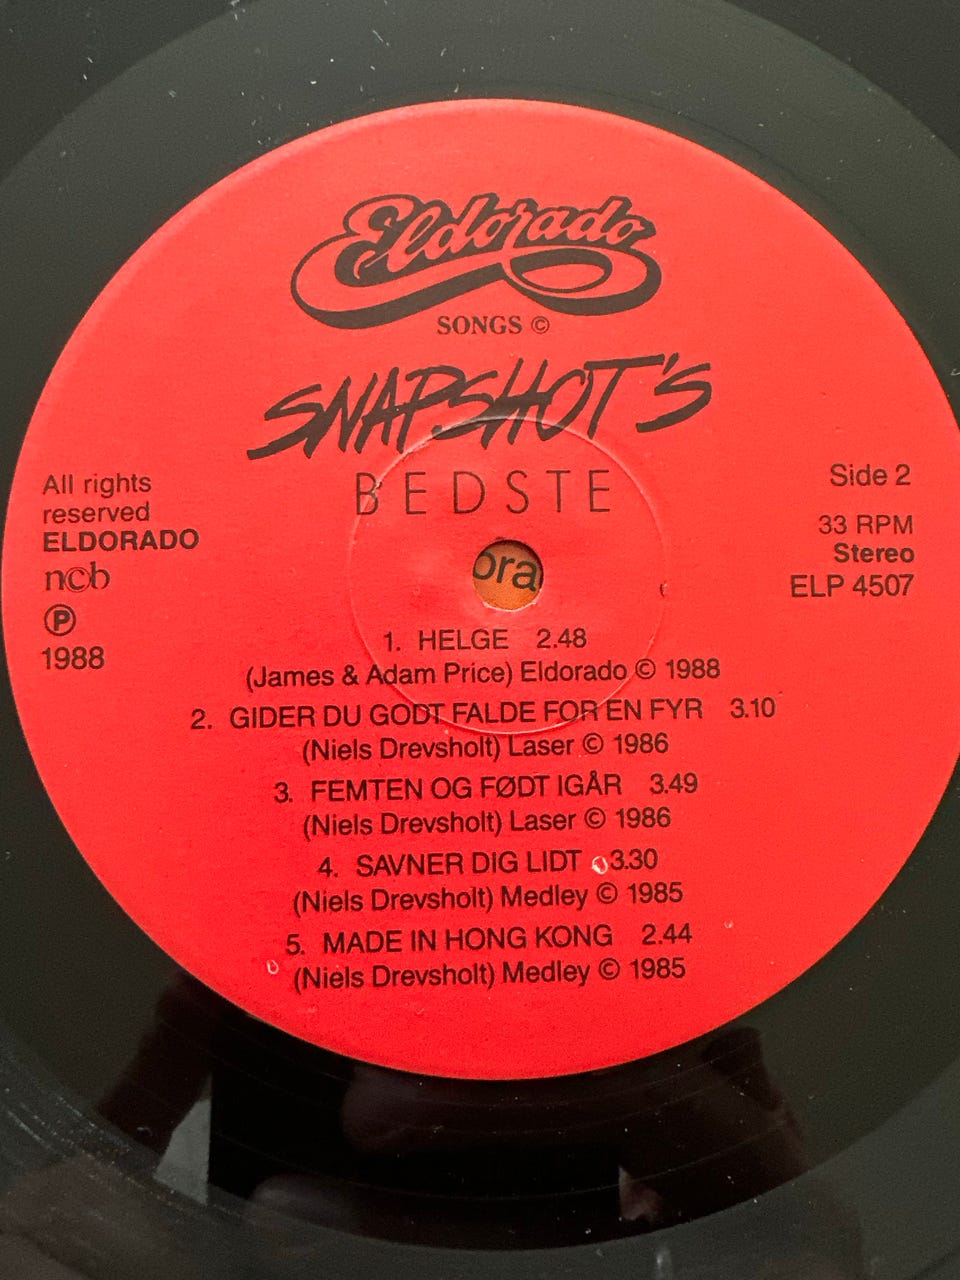 Eldorado
SONGS ©
SNAPSHOT'S
BEDSTE
All rights
reserved
ELDORADO
ncb
Ⓟ
1988
Side 2
33 RPM
Stereo
ELP 4507
ora
1. HELGE 2.48
(James & Adam Price) Eldorado © 1988
2. GIDER DU GODT FALDE FOR EN FYR 3.10
(Niels Drevsholt) Laser © 1986
3. FEMTEN OG FØDT IGÅR 3.49
(Niels Drevsholt) Laser © 1986
4. SAVNER DIG LIDT 3.30
(Niels Drevsholt) Medley © 1985
5. MADE IN HONG KONG 2.44
(Niels Drevsholt) Medley © 1985